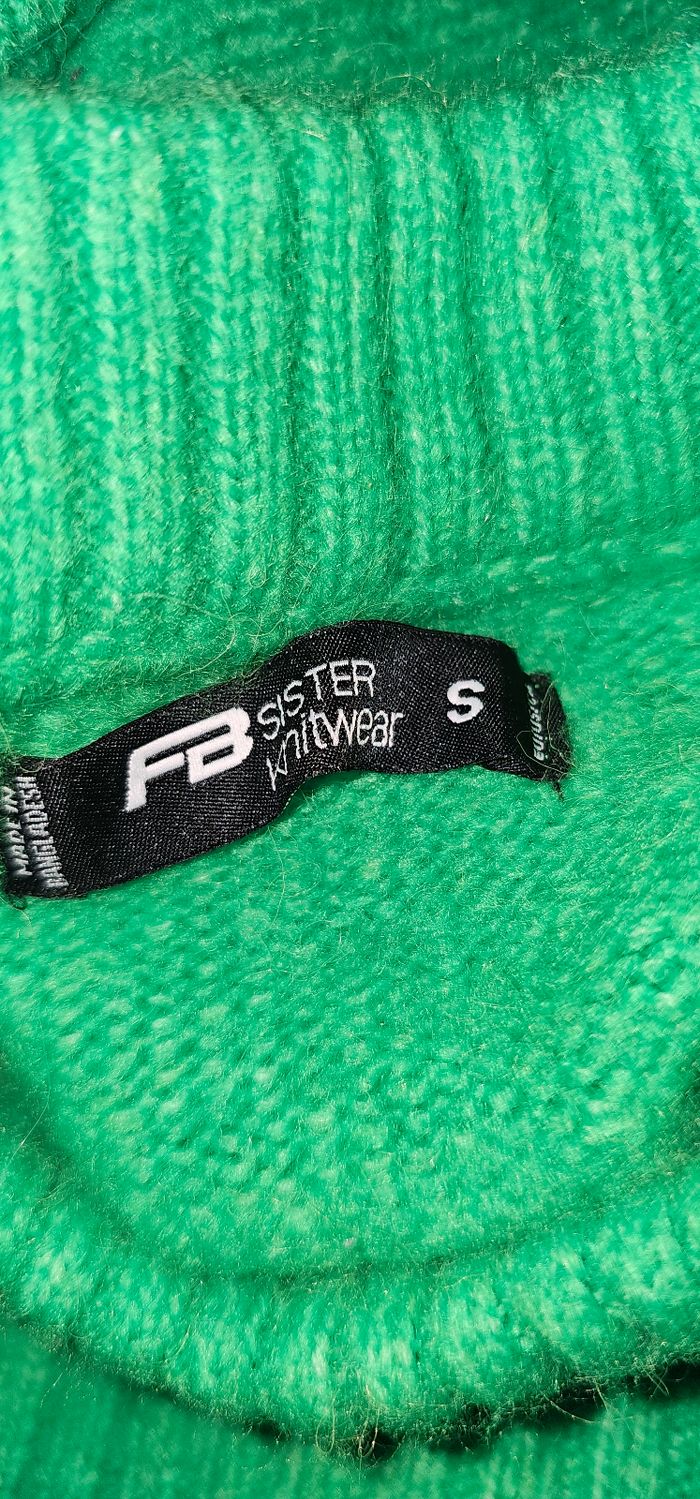 FB SISTER
knitwear
S
MADE IN
BANGLADESH